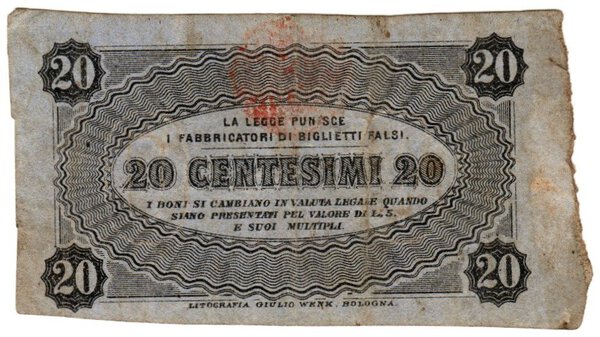 20 20
LA LEGGE PUNISCE
I FABBRICATORI DI BIGLIETTI FALSI.
20 CENTESIMI 20
I BONI SI CAMBIANO IN VALUTA LEGALE QUANDO
SIANO PRESENTATI PEL VALORE DI L. 5.
E SUOI MULTIPLI.
20 20
LITOGRAFIA GIULIO WENK, BOLOGNA.